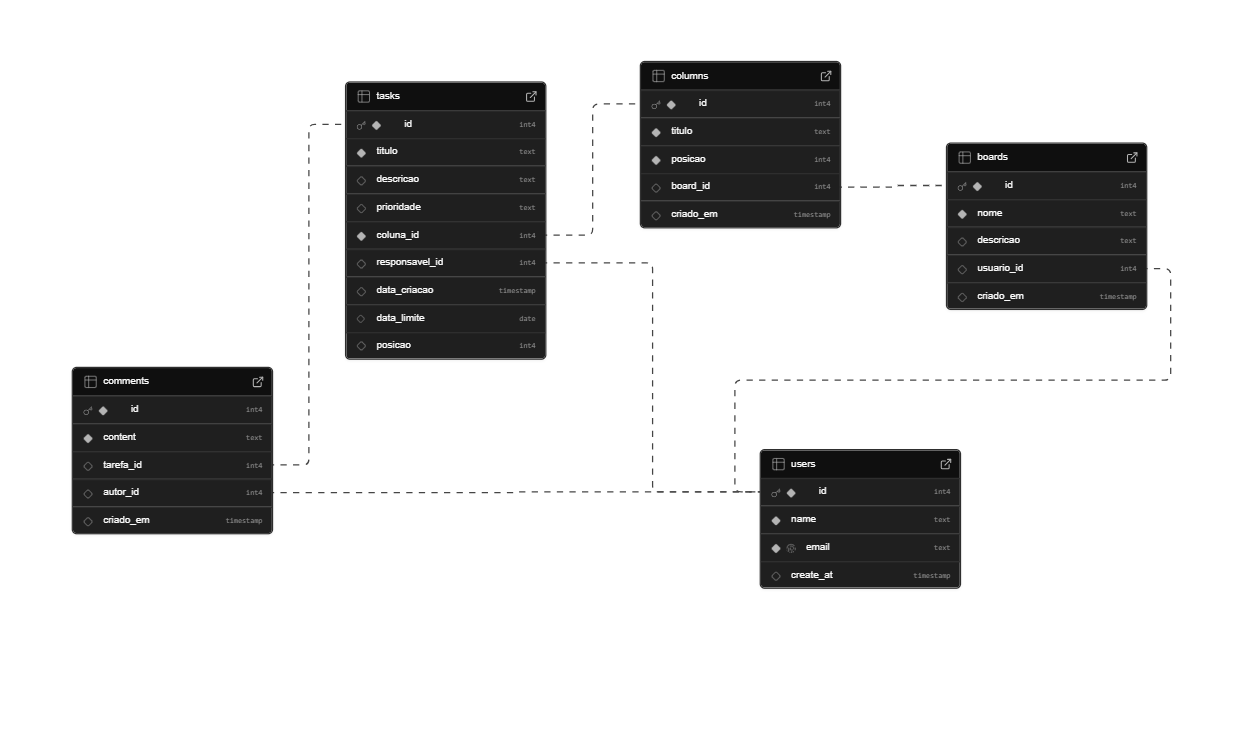 tasks
id int4
titulo text
descricao text
prioridade text
coluna_id int4
responsavel_id int4
data_criacao timestamp
data_limite date
posicao int4
columns
id int4
titulo text
posicao int4
board_id int4
criado_em timestamp
boards
id int4
nome text
descricao text
usuario_id int4
criado_em timestamp
comments
id int4
content text
tarefa_id int4
autor_id int4
criado_em timestamp
users
id int4
name text
email text
create_at timestamp